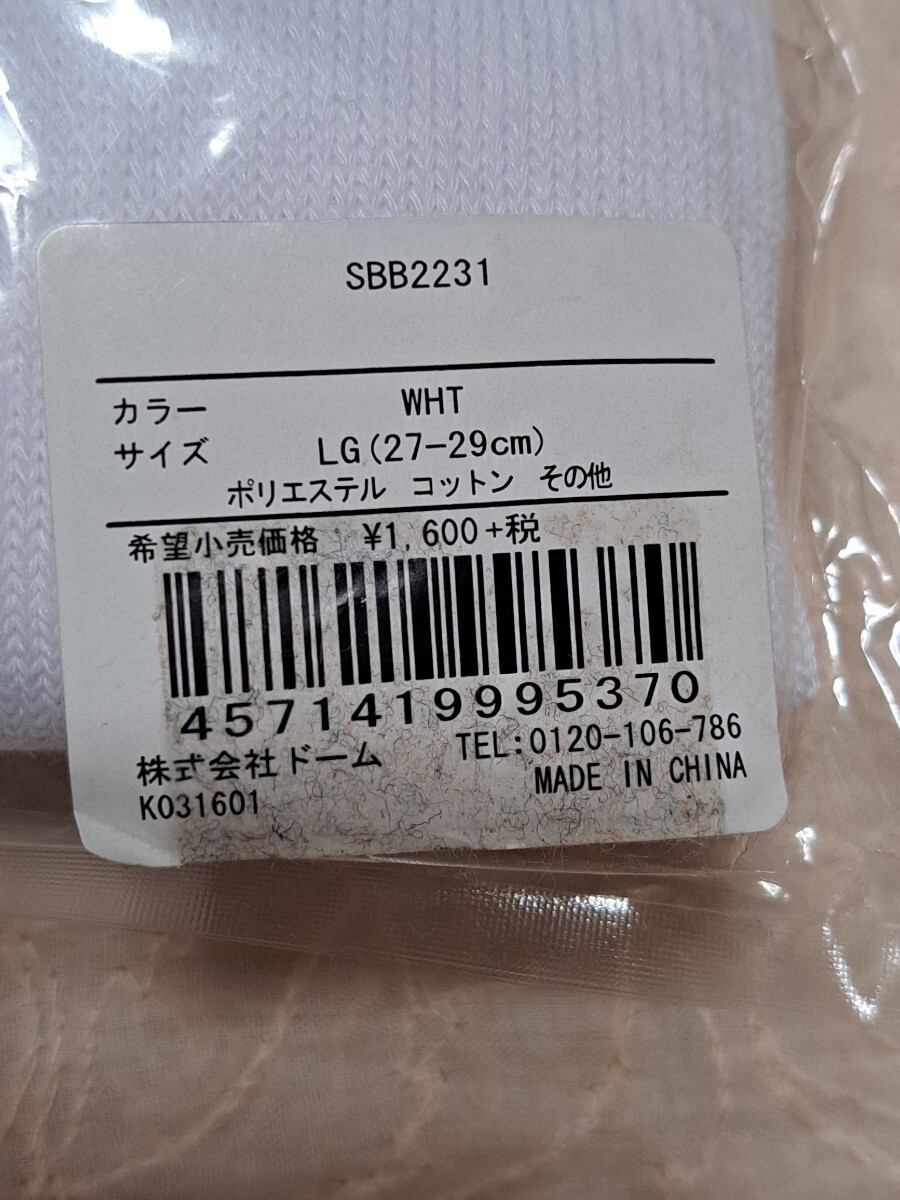 SBB2231
カラー WHT
サイズ LG(27-29cm)
ポリエステル コットン その他
希望小売価格 ¥1,600+税
4571419995370
株式会社ドーム TEL:0120-106-786
K031601 MADE IN CHINA